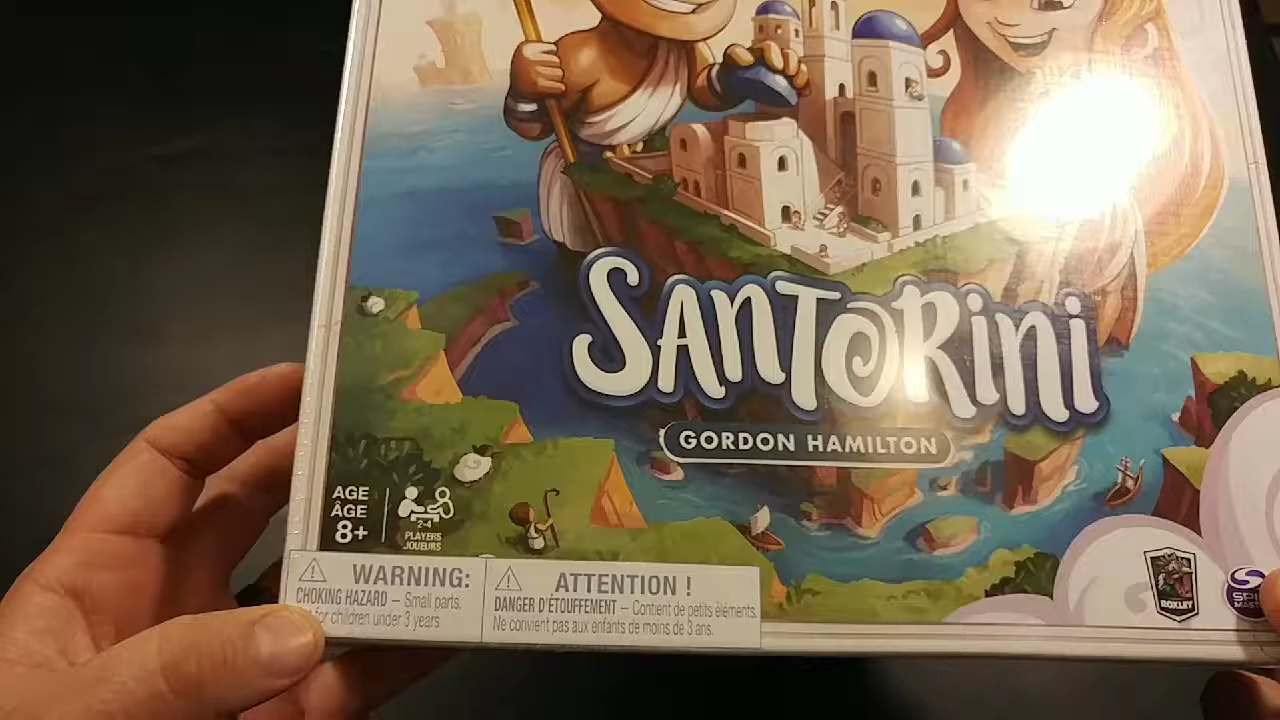 SANTORINI
GORDON HAMILTON
AGE
ÂGE
8+
2-4
PLAYERS
JOUEURS
WARNING:
CHOKING HAZARD – Small parts.
for children under 3 years
ATTENTION !
DANGER D'ÉTOUFFEMENT – Contient de petits éléments.
Ne convient pas aux enfants de moins de 3 ans.
ROXLEY